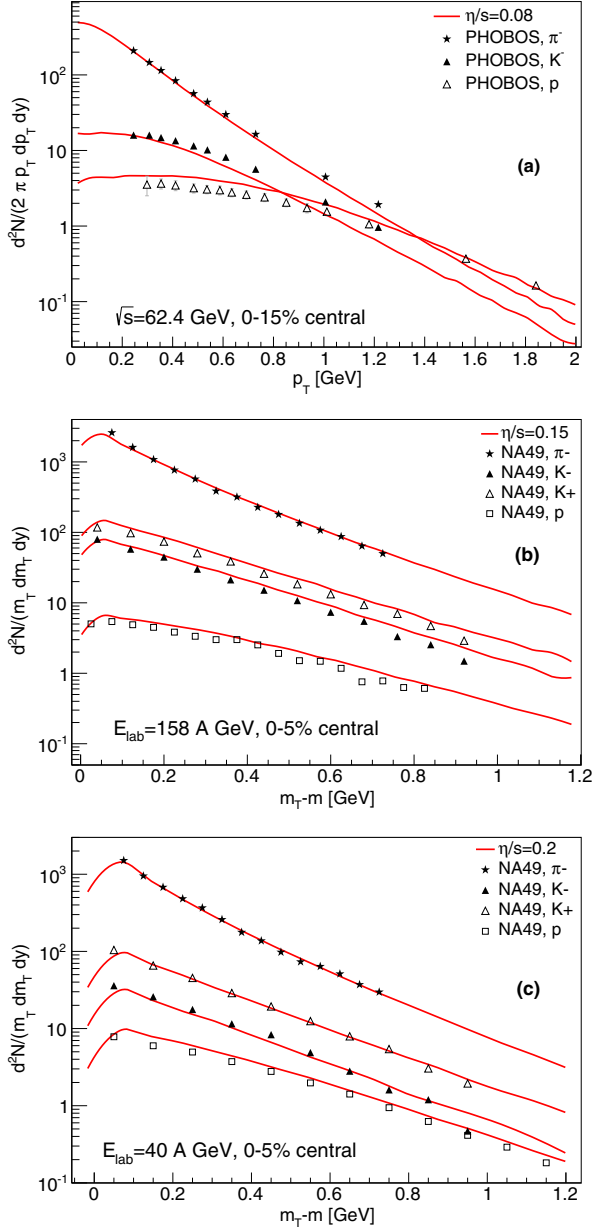 η/s=0.08
PHOBOS, π⁻
PHOBOS, K⁻
PHOBOS, p
(a)
d²N/(2 π p_T dp_T dy)
10²
10
1
10⁻¹
√s=62.4 GeV, 0-15% central
0 0.2 0.4 0.6 0.8 1 1.2 1.4 1.6 1.8 2
p_T [GeV]
η/s=0.15
NA49, π-
NA49, K-
NA49, K+
NA49, p
(b)
d²N/(m_T dm_T dy)
10³
10²
10
1
10⁻¹
E_lab=158 A GeV, 0-5% central
0 0.2 0.4 0.6 0.8 1 1.2
m_T-m [GeV]
η/s=0.2
NA49, π-
NA49, K-
NA49, K+
NA49, p
(c)
d²N/(m_T dm_T dy)
10³
10²
10
1
10⁻¹
E_lab=40 A GeV, 0-5% central
0 0.2 0.4 0.6 0.8 1 1.2
m_T-m [GeV]